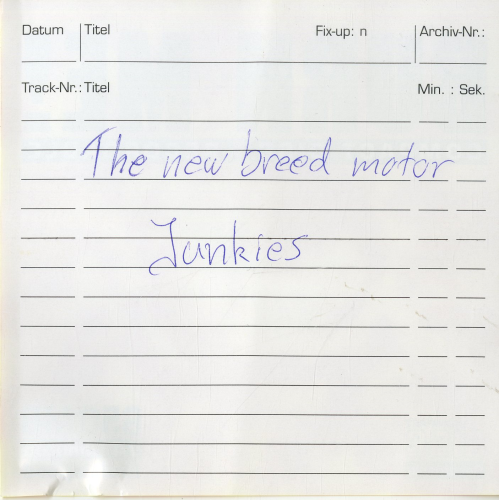 Datum Titel Fix-up: n Archiv-Nr.:
Track-Nr.: Titel Min. : Sek.
The new breed motor
Junkies